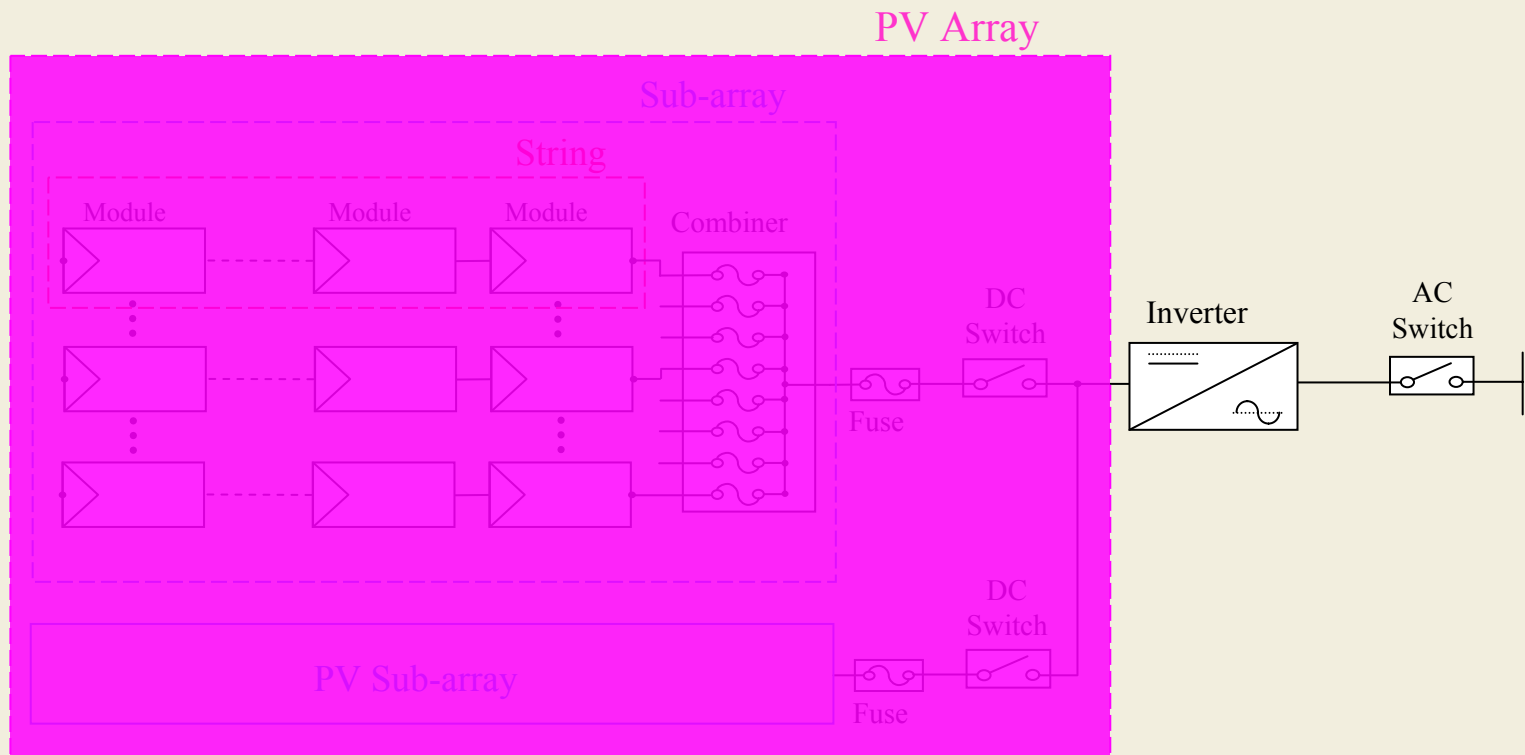 PV Array
Sub-array
String
Module
Module
Module
Combiner
DC
Switch
Inverter
AC
Switch
Fuse
DC
Switch
PV Sub-array
Fuse